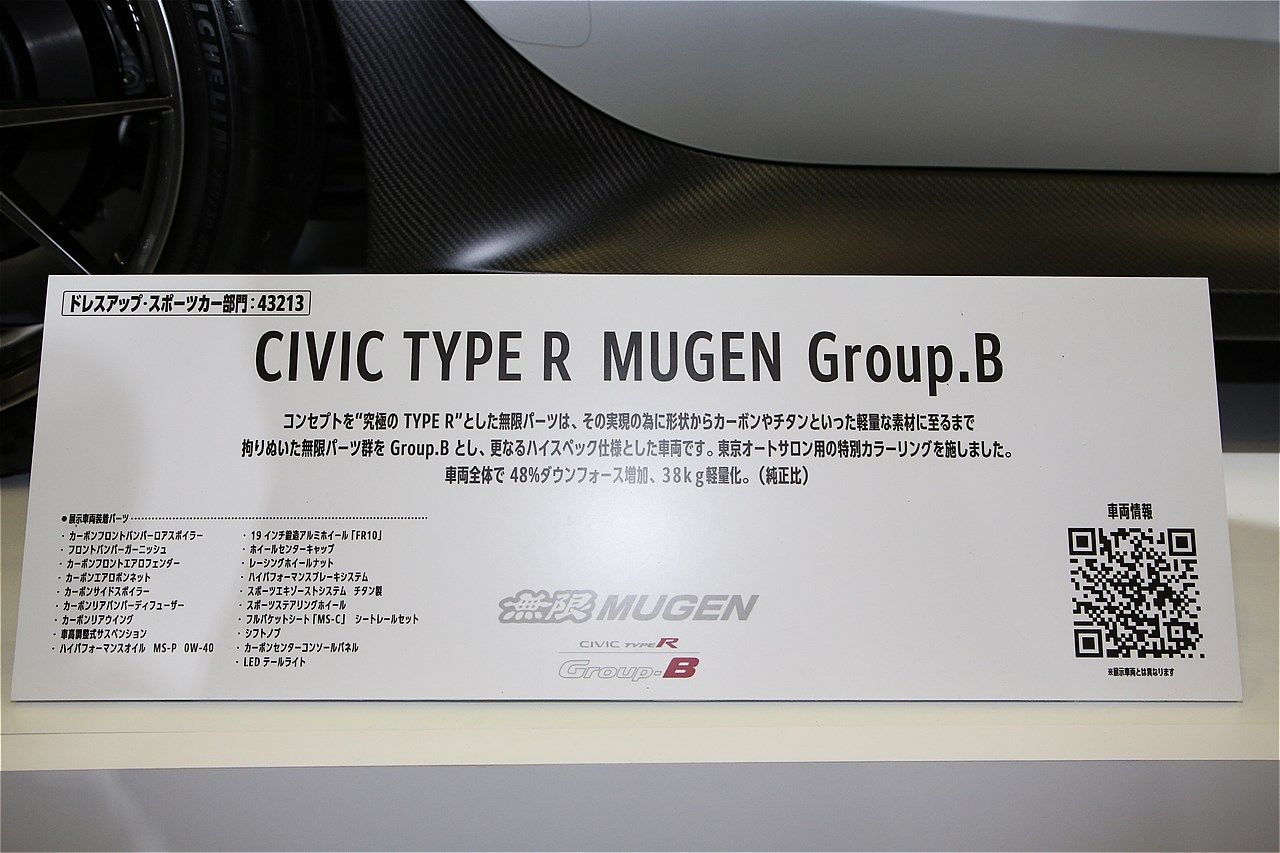 MICHELIN
ドレスアップ・スポーツカー部門：43213
CIVIC TYPE R MUGEN Group.B
コンセプトを“究極の TYPE R”とした無限パーツは、その実現の為に形状からカーボンやチタンといった軽量な素材に至るまで
拘りぬいた無限パーツ群を Group.B とし、更なるハイスペック仕様とした車両です。東京オートサロン用の特別カラーリングを施しました。
車両全体で 48%ダウンフォース増加、38kg軽量化。（純正比）
●展示車両装着パーツ
・カーボンフロントバンパーロアスポイラー
・フロントバンパーガーニッシュ
・カーボンフロントエアロフェンダー
・カーボンエアロボンネット
・カーボンサイドスポイラー
・カーボンリアバンパーディフューザー
・カーボンリアウイング
・車高調整式サスペンション
・ハイパフォーマンスオイル MS-P 0W-40
・19 インチ鍛造アルミホイール「FR10」
・ホイールセンターキャップ
・レーシングホイールナット
・ハイパフォーマンスブレーキシステム
・スポーツエキゾーストシステム チタン製
・スポーツステアリングホイール
・フルバケットシート「MS-C」 シートレールセット
・シフトノブ
・カーボンセンターコンソールパネル
・LED テールライト
無限 MUGEN
CIVIC TYPE R
Group-B
車両情報
※展示車両とは異なります